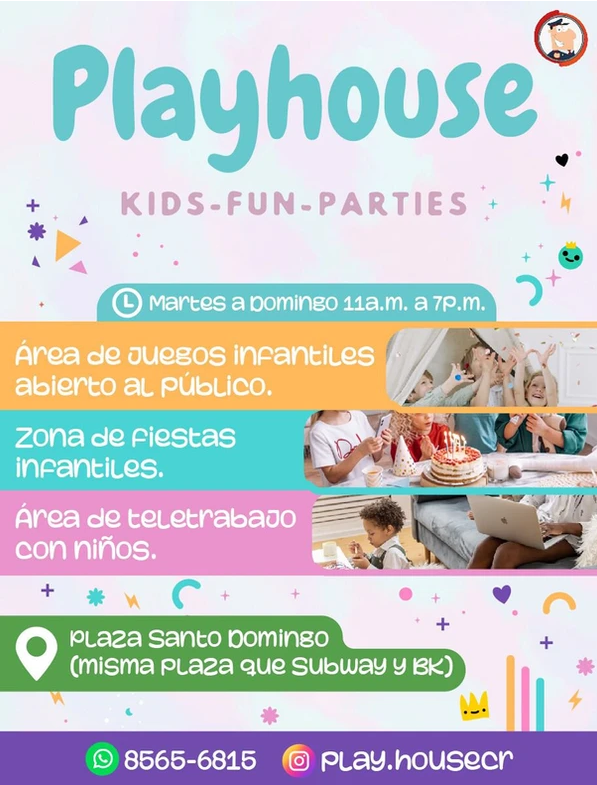 Playhouse
KIDS-FUN-PARTIES
Martes a Domingo 11a.m. a 7p.m.
Área de juegos infantiles
abierto al público.
Zona de fiestas
infantiles.
Área de teletrabajo
con niños.
Plaza Santo Domingo
(misma plaza que Subway y BK)
8565-6815 play.housecr